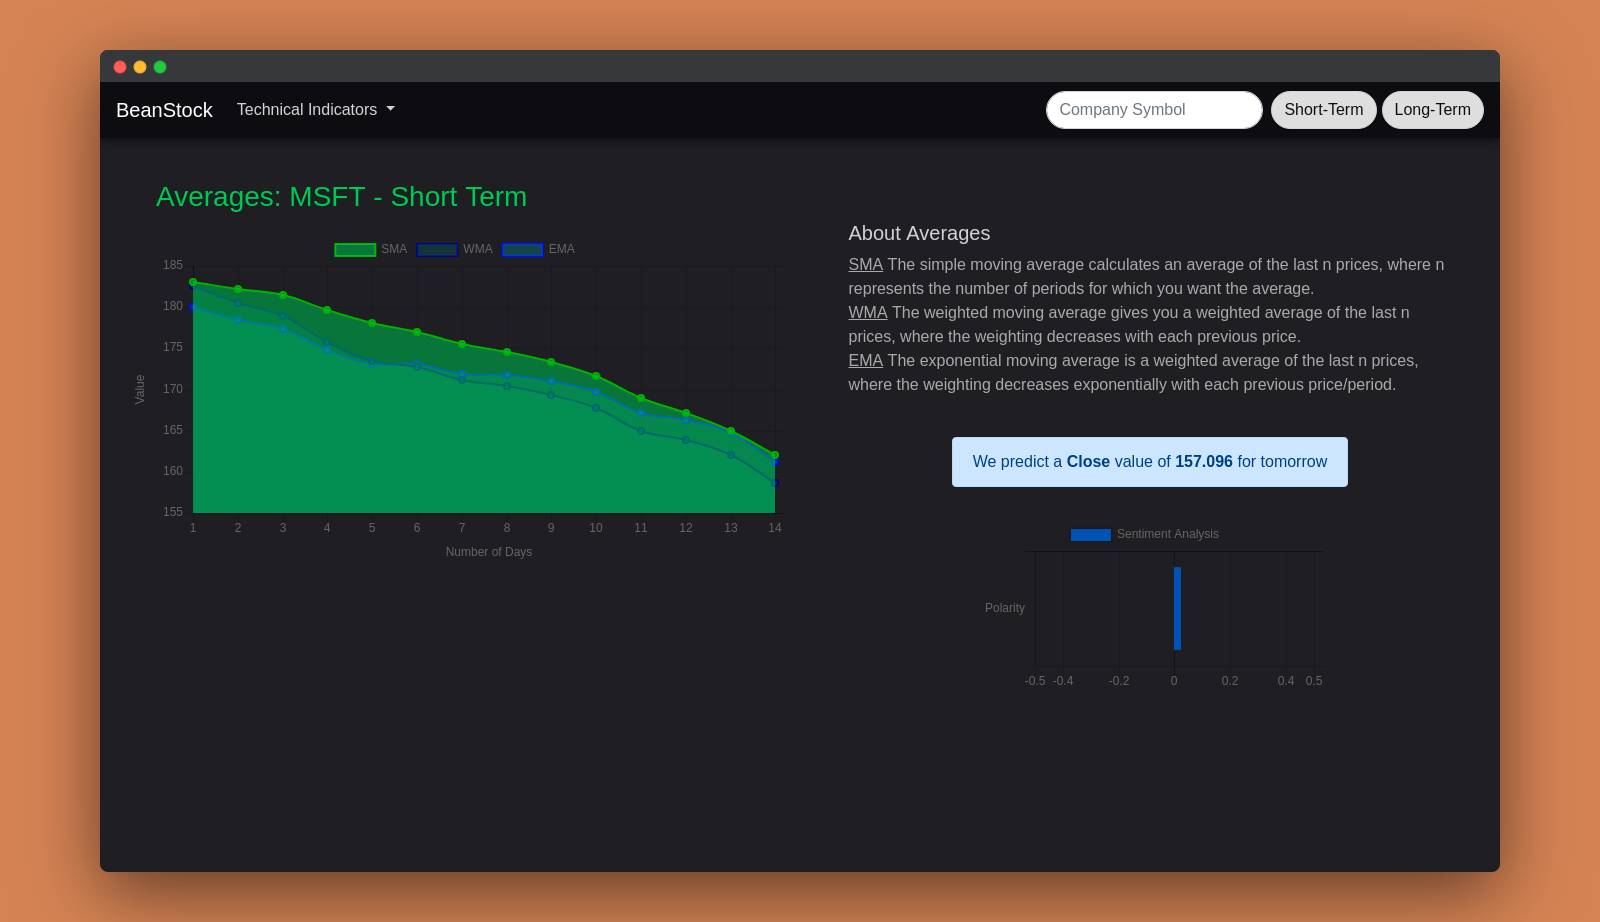 BeanStock
Technical Indicators
Company Symbol
Short-Term
Long-Term
Averages: MSFT - Short Term
SMA
WMA
EMA
185
180
175
170
165
160
155
Value
1 2 3 4 5 6 7 8 9 10 11 12 13 14
Number of Days
About Averages
SMA The simple moving average calculates an average of the last n prices, where n
represents the number of periods for which you want the average.
WMA The weighted moving average gives you a weighted average of the last n
prices, where the weighting decreases with each previous price.
EMA The exponential moving average is a weighted average of the last n prices,
where the weighting decreases exponentially with each previous price/period.
We predict a Close value of 157.096 for tomorrow
Sentiment Analysis
Polarity
-0.5 -0.4 -0.2 0 0.2 0.4 0.5